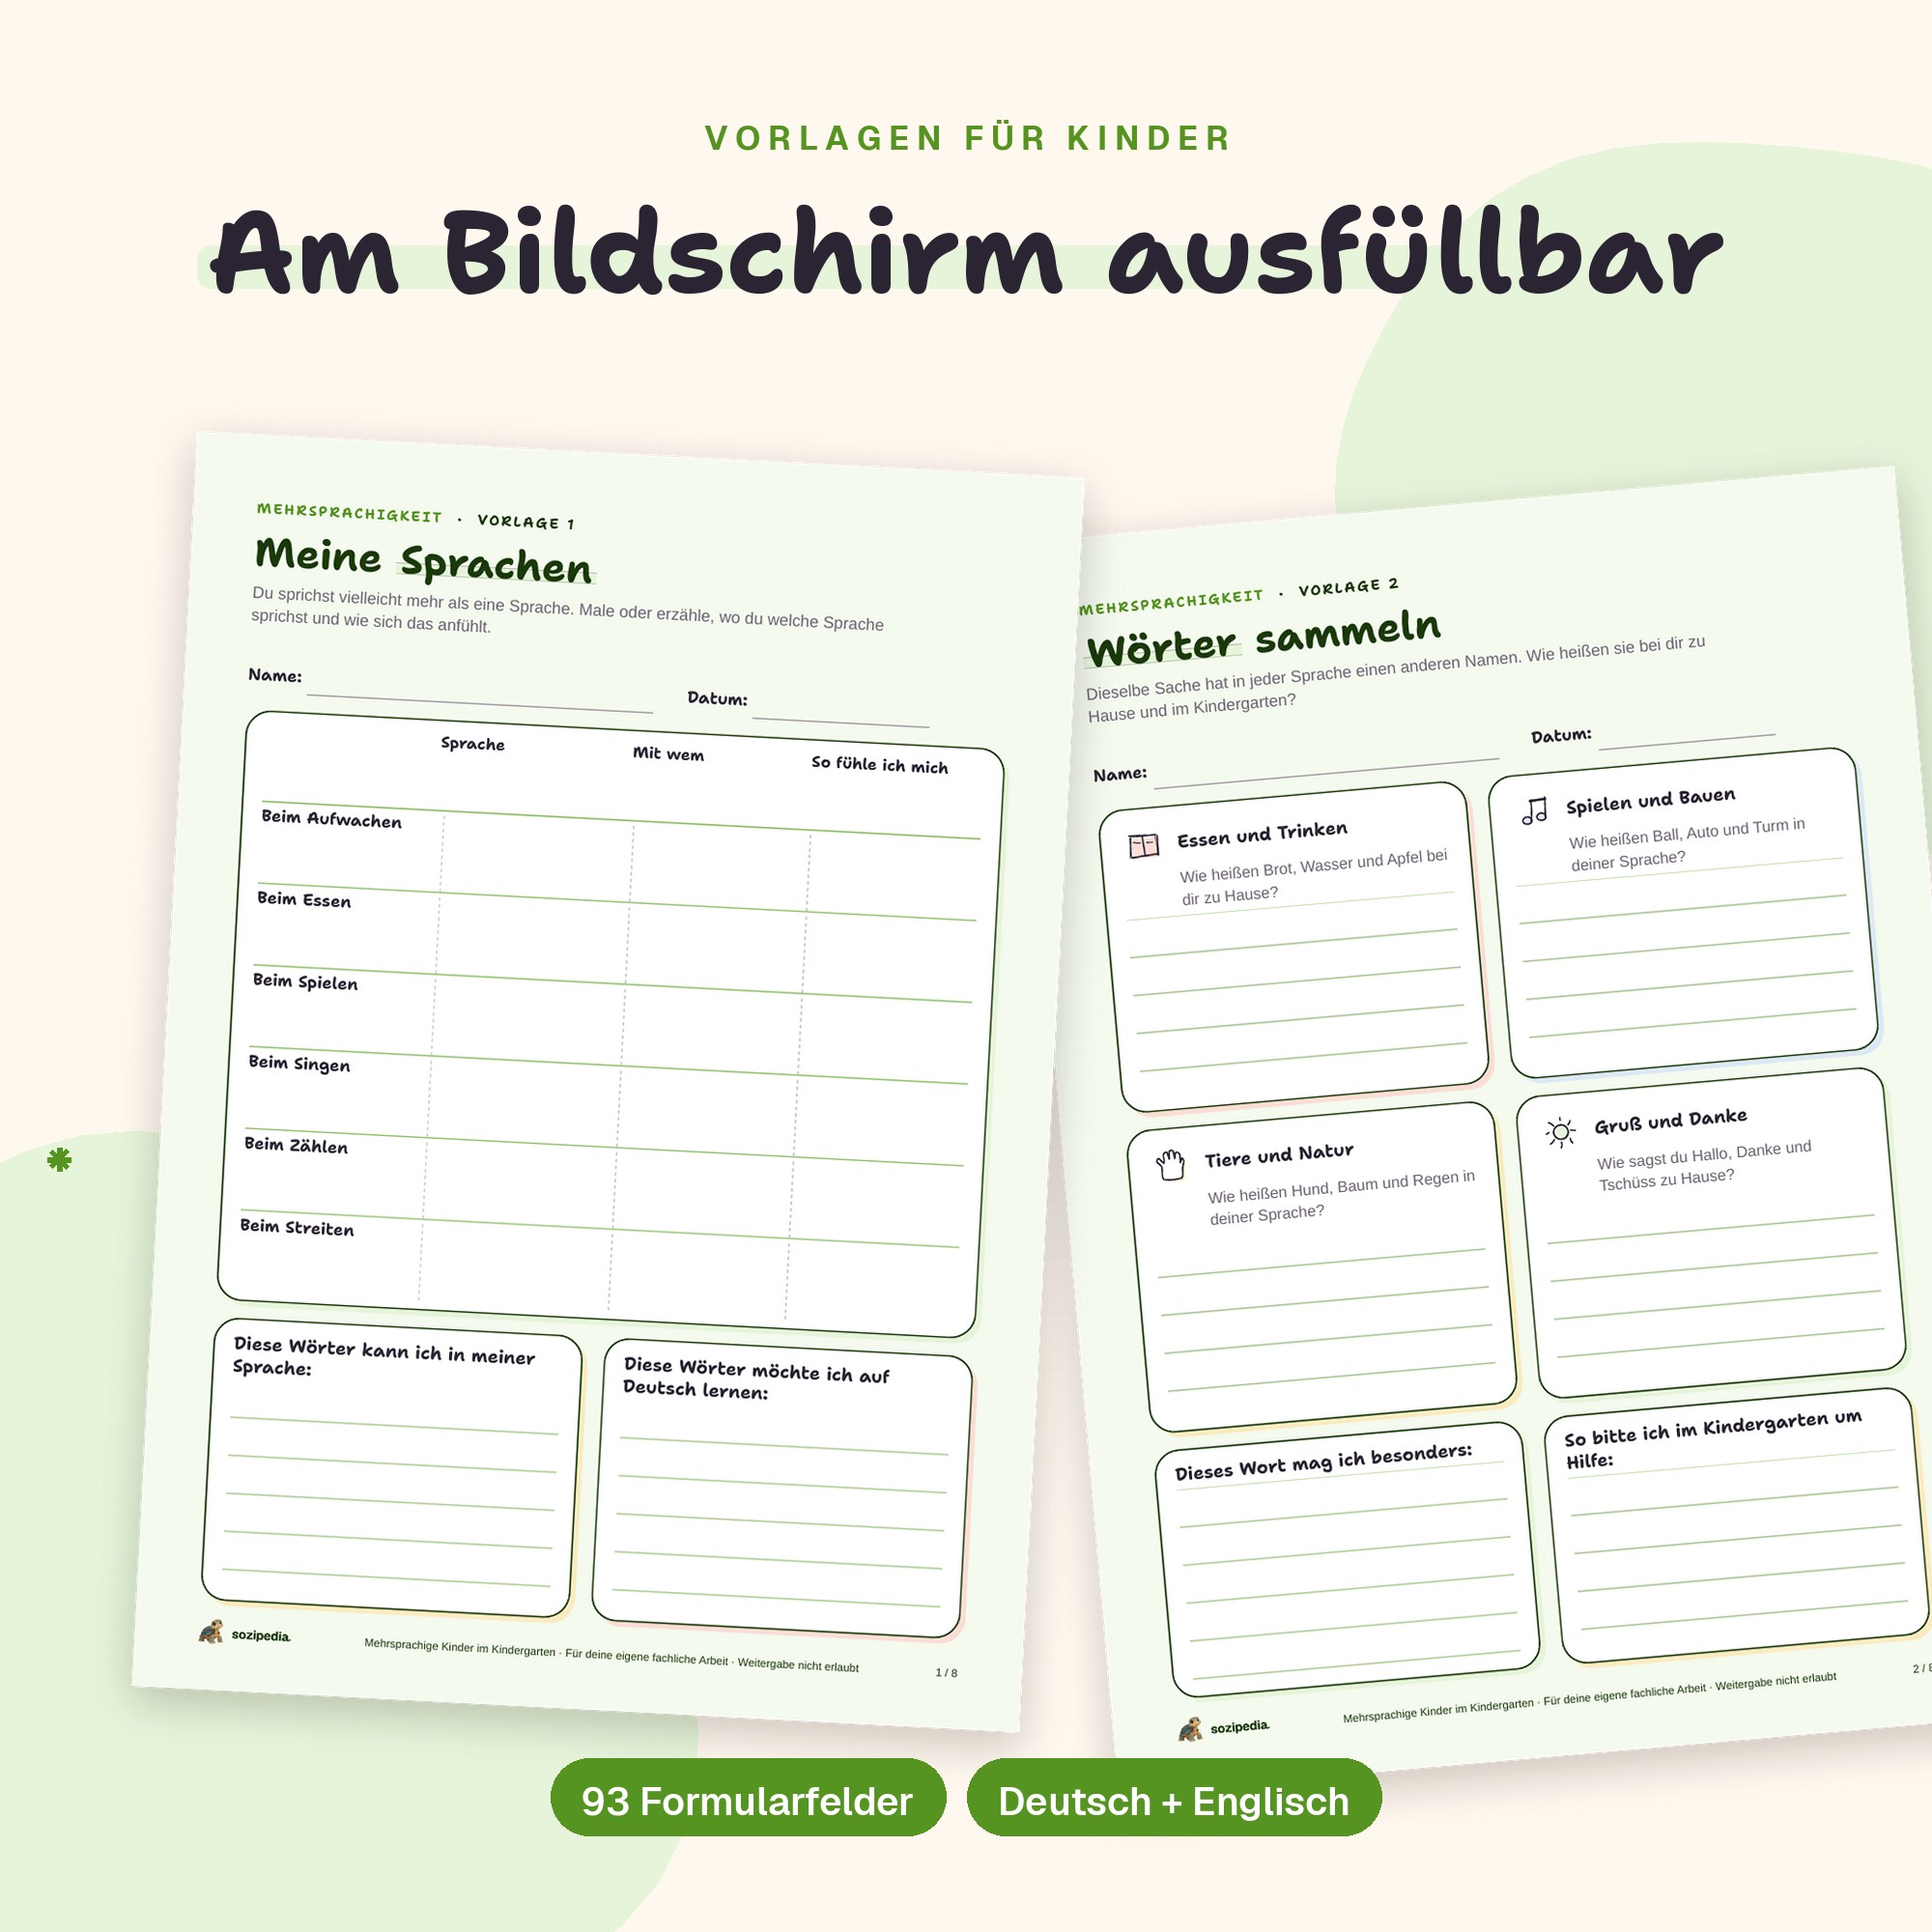 VORLAGEN FÜR KINDER
Am Bildschirm ausfüllbar
MEHRSPRACHIGKEIT · VORLAGE 1
Meine Sprachen
Du sprichst vielleicht mehr als eine Sprache. Male oder erzähle, wo du welche Sprache
sprichst und wie sich das anfühlt.
Name:
Datum:
Sprache
Mit wem
So fühle ich mich
Beim Aufwachen
Beim Essen
Beim Spielen
Beim Singen
Beim Zählen
Beim Streiten
Diese Wörter kann ich in meiner
Sprache:
Diese Wörter möchte ich auf
Deutsch lernen:
sozipedia.
Mehrsprachige Kinder im Kindergarten · Für deine eigene fachliche Arbeit · Weitergabe nicht erlaubt
1 / 8
MEHRSPRACHIGKEIT · VORLAGE 2
Wörter sammeln
Dieselbe Sache hat in jeder Sprache einen anderen Namen. Wie heißen sie bei dir zu
Hause und im Kindergarten?
Name:
Datum:
Essen und Trinken
Wie heißen Brot, Wasser und Apfel bei
dir zu Hause?
Spielen und Bauen
Wie heißen Ball, Auto und Turm in
deiner Sprache?
Tiere und Natur
Wie heißen Hund, Baum und Regen in
deiner Sprache?
Gruß und Danke
Wie sagst du Hallo, Danke und
Tschüss zu Hause?
Dieses Wort mag ich besonders:
So bitte ich im Kindergarten um
Hilfe:
sozipedia.
Mehrsprachige Kinder im Kindergarten · Für deine eigene fachliche Arbeit · Weitergabe nicht erlaubt
2 / 8
93 Formularfelder
Deutsch + Englisch